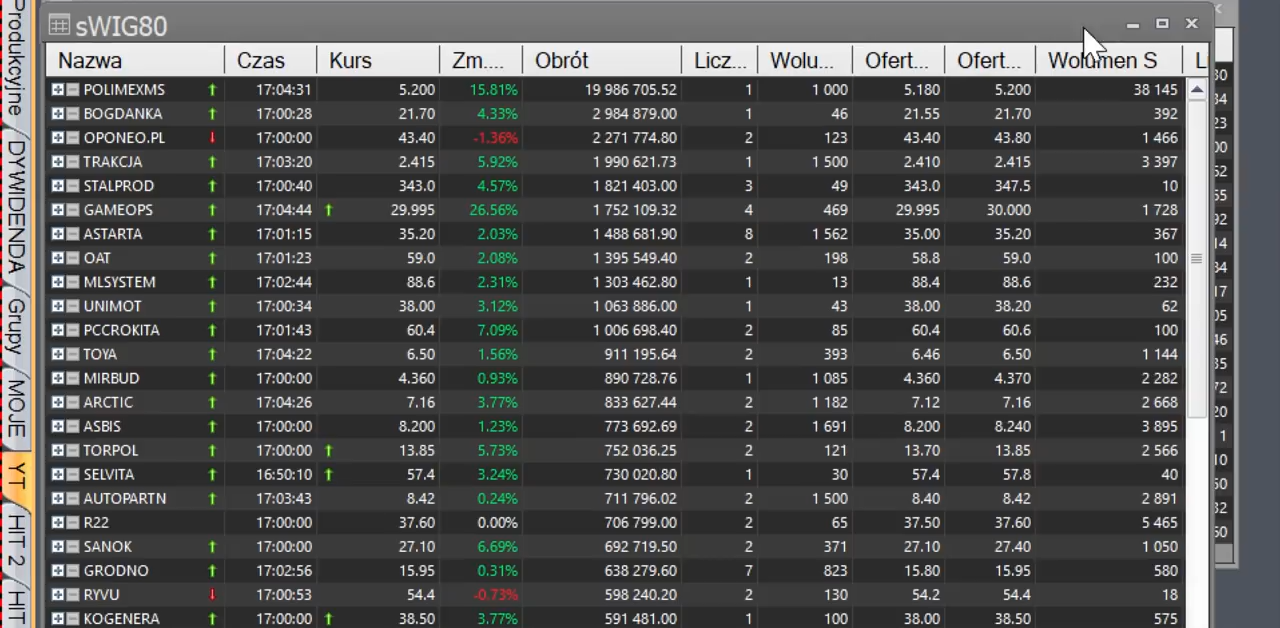 sWIG80
Nazwa Czas Kurs Zm.... Obrót Licz... Wolu... Ofert... Ofert... Wolumen S
POLIMEXMS 17:04:31 5.200 15.81% 19 986 705.52 1 1 000 5.180 5.200 38 145
BOGDANKA 17:00:28 21.70 4.33% 2 984 879.00 1 46 21.55 21.70 392
OPONEO.PL 17:00:00 43.40 -1.36% 2 271 774.80 2 123 43.40 43.80 1 466
TRAKCJA 17:03:20 2.415 5.92% 1 990 621.73 1 1 500 2.410 2.415 3 397
STALPROD 17:00:40 343.0 4.57% 1 821 403.00 3 49 343.0 347.5 10
GAMEOPS 17:04:44 29.995 26.56% 1 752 109.32 4 469 29.995 30.000 1 728
ASTARTA 17:01:15 35.20 2.03% 1 488 681.90 8 1 562 35.00 35.20 367
OAT 17:01:23 59.0 2.08% 1 395 549.40 2 198 58.8 59.0 100
MLSYSTEM 17:02:44 88.6 2.31% 1 303 462.80 1 13 88.4 88.6 232
UNIMOT 17:00:34 38.00 3.12% 1 063 886.00 1 43 38.00 38.20 62
PCCROKITA 17:01:43 60.4 7.09% 1 006 698.40 2 85 60.4 60.6 100
TOYA 17:04:22 6.50 1.56% 911 195.64 2 393 6.46 6.50 1 144
MIRBUD 17:00:00 4.360 0.93% 890 728.76 1 1 085 4.360 4.370 2 282
ARCTIC 17:04:26 7.16 3.77% 833 627.44 2 1 182 7.12 7.16 2 668
ASBIS 17:00:00 8.200 1.23% 773 692.69 2 1 691 8.200 8.240 3 895
TORPOL 17:00:00 13.85 5.73% 752 036.25 2 121 13.70 13.85 2 566
SELVITA 16:50:10 57.4 3.24% 730 020.80 1 30 57.4 57.8 40
AUTOPARTN 17:03:43 8.42 0.24% 711 796.02 2 1 500 8.40 8.42 2 891
R22 17:00:00 37.60 0.00% 706 799.00 2 65 37.50 37.60 5 465
SANOK 17:00:00 27.10 6.69% 692 719.50 2 371 27.10 27.40 1 050
GRODNO 17:02:56 15.95 0.31% 638 279.60 7 823 15.80 15.95 580
RYVU 17:00:53 54.4 -0.73% 598 240.20 2 130 54.2 54.4 18
KOGENERA 17:00:00 38.50 3.77% 591 481.00 1 100 38.00 38.50 575
Produkcyjne
DYWIDENDA
Grupy
MOJE
YT
HIT 2
HIT